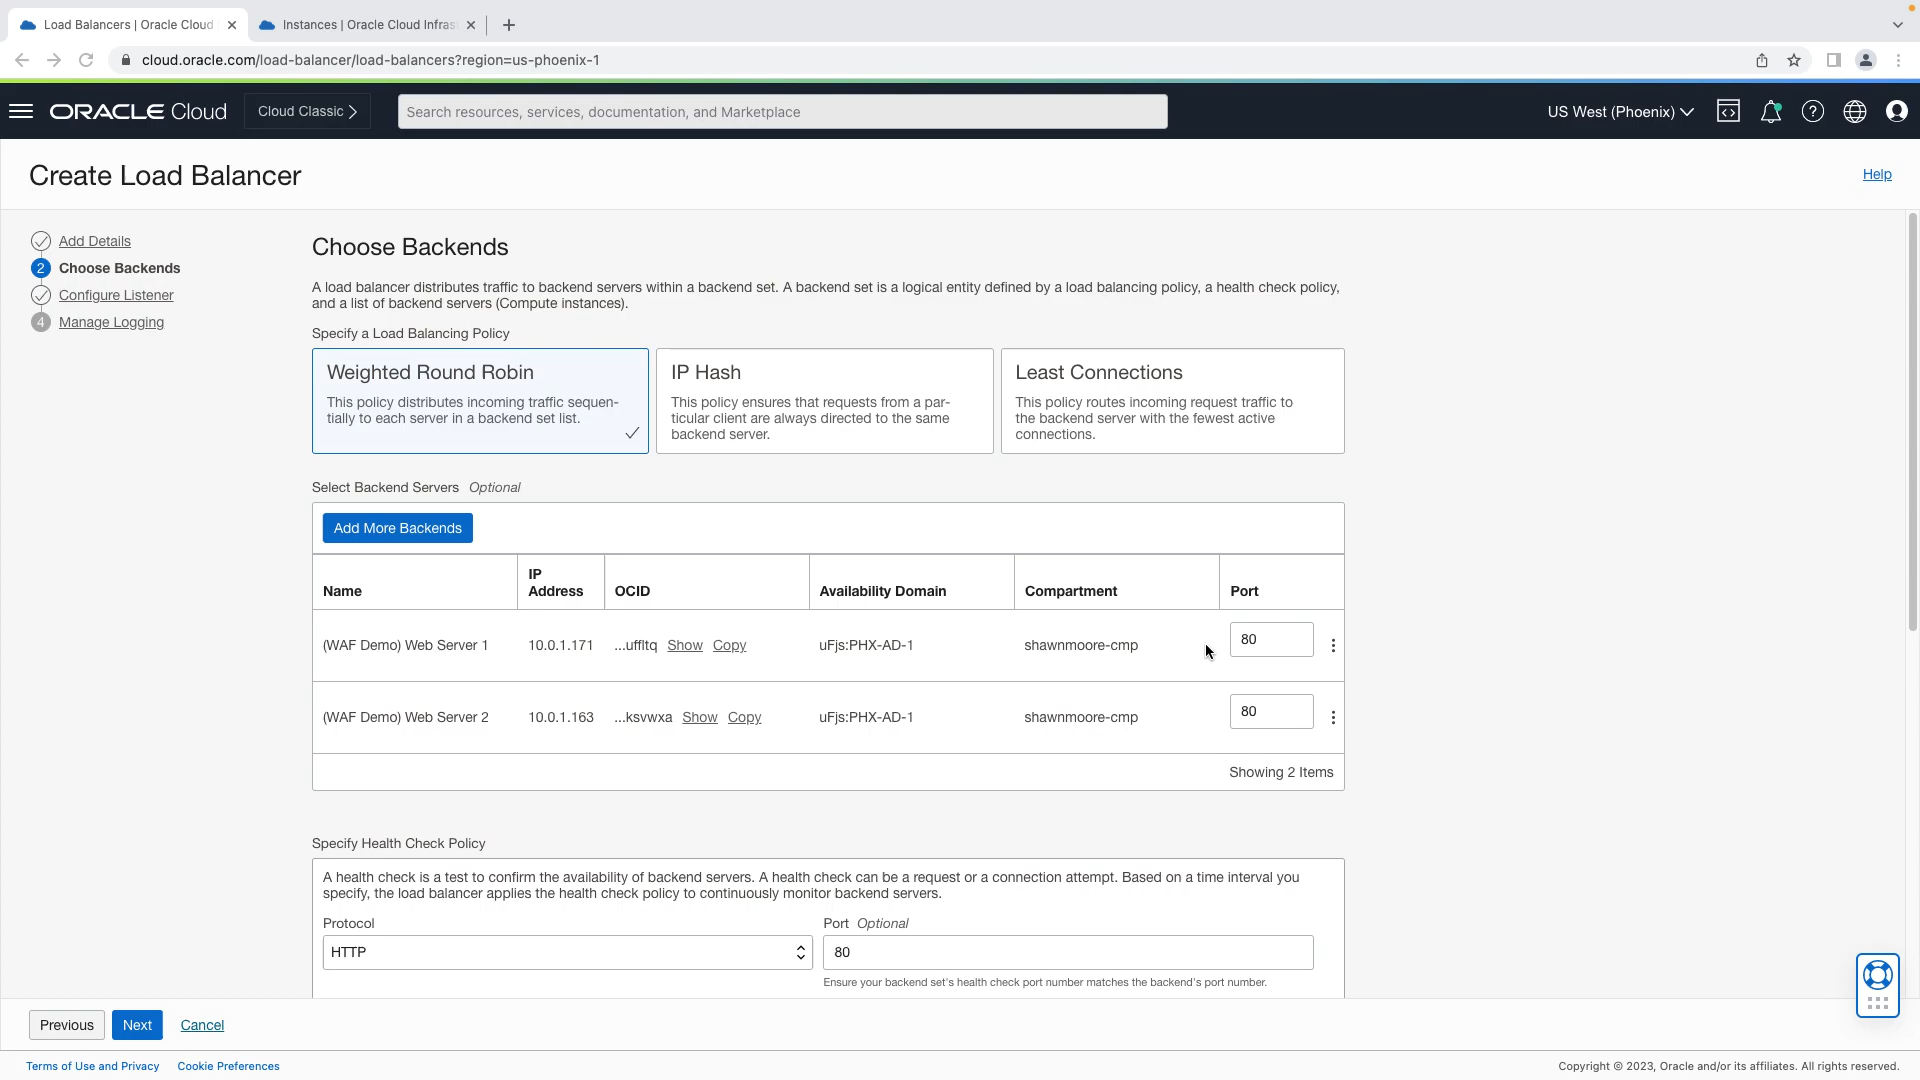 Load Balancers | Oracle Cloud
Instances | Oracle Cloud Infras
cloud.oracle.com/load-balancer/load-balancers?region=us-phoenix-1
ORACLE Cloud
Cloud Classic
Search resources, services, documentation, and Marketplace
US West (Phoenix)
Create Load Balancer
Help
Add Details
2 Choose Backends
Configure Listener
4 Manage Logging
Choose Backends
A load balancer distributes traffic to backend servers within a backend set. A backend set is a logical entity defined by a load balancing policy, a health check policy,
and a list of backend servers (Compute instances).
Specify a Load Balancing Policy
Weighted Round Robin
This policy distributes incoming traffic sequen-
tially to each server in a backend set list.
IP Hash
This policy ensures that requests from a par-
ticular client are always directed to the same
backend server.
Least Connections
This policy routes incoming request traffic to
the backend server with the fewest active
connections.
Select Backend Servers Optional
Add More Backends
Name IP Address OCID Availability Domain Compartment Port
(WAF Demo) Web Server 1 10.0.1.171 ...uffltq Show Copy uFjs:PHX-AD-1 shawnmoore-cmp 80
(WAF Demo) Web Server 2 10.0.1.163 ...ksvwxa Show Copy uFjs:PHX-AD-1 shawnmoore-cmp 80
Showing 2 Items
Specify Health Check Policy
A health check is a test to confirm the availability of backend servers. A health check can be a request or a connection attempt. Based on a time interval you
specify, the load balancer applies the health check policy to continuously monitor backend servers.
Protocol
HTTP
Port Optional
80
Ensure your backend set's health check port number matches the backend's port number.
Previous Next Cancel
Terms of Use and Privacy Cookie Preferences
Copyright © 2023, Oracle and/or its affiliates. All rights reserved.